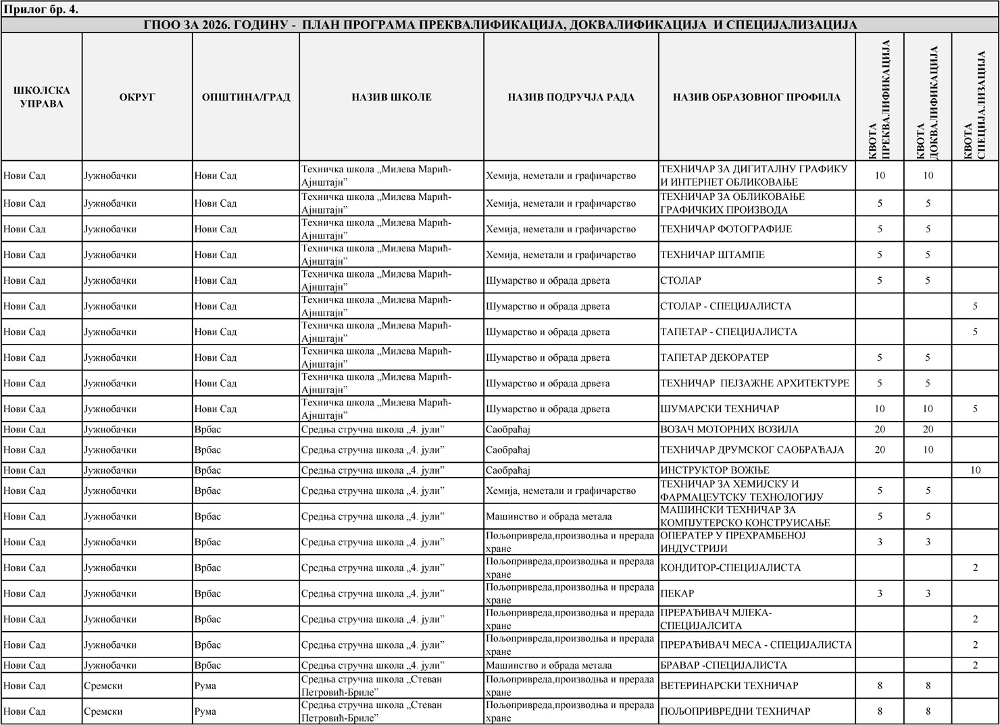 Прилог бр. 4.
ГПОО ЗА 2026. ГОДИНУ - ПЛАН ПРОГРАМА ПРЕКВАЛИФИКАЦИЈА, ДОКВАЛИФИКАЦИЈА И СПЕЦИЈАЛИЗАЦИЈА
ШКОЛСКА УПРАВА ОКРУГ ОПШТИНА/ГРАД НАЗИВ ШКОЛЕ НАЗИВ ПОДРУЧЈА РАДА НАЗИВ ОБРАЗОВНОГ ПРОФИЛА КВОТА ПРЕКВАЛИФИКАЦИЈА КВОТА ДОКВАЛИФИКАЦИЈА КВОТА СПЕЦИЈАЛИЗАЦИЈА
Нови Сад Јужнобачки Нови Сад Техничка школа „Милева Марић-Ајнштајн” Хемија, неметали и графичарство ТЕХНИЧАР ЗА ДИГИТАЛНУ ГРАФИКУ И ИНТЕРНЕТ ОБЛИКОВАЊЕ 10 10
Нови Сад Јужнобачки Нови Сад Техничка школа „Милева Марић-Ајнштајн” Хемија, неметали и графичарство ТЕХНИЧАР ЗА ОБЛИКОВАЊЕ ГРАФИЧКИХ ПРОИЗВОДА 5 5
Нови Сад Јужнобачки Нови Сад Техничка школа „Милева Марић-Ајнштајн” Хемија, неметали и графичарство ТЕХНИЧАР ФОТОГРАФИЈЕ 5 5
Нови Сад Јужнобачки Нови Сад Техничка школа „Милева Марић-Ајнштајн” Хемија, неметали и графичарство ТЕХНИЧАР ШТАМПЕ 5 5
Нови Сад Јужнобачки Нови Сад Техничка школа „Милева Марић-Ајнштајн” Шумарство и обрада дрвета СТОЛАР 5 5
Нови Сад Јужнобачки Нови Сад Техничка школа „Милева Марић-Ајнштајн” Шумарство и обрада дрвета СТОЛАР - СПЕЦИЈАЛИСТА 5
Нови Сад Јужнобачки Нови Сад Техничка школа „Милева Марић-Ајнштајн” Шумарство и обрада дрвета ТАПЕТАР - СПЕЦИЈАЛИСТА 5
Нови Сад Јужнобачки Нови Сад Техничка школа „Милева Марић-Ајнштајн” Шумарство и обрада дрвета ТАПЕТАР ДЕКОРАТЕР 5 5
Нови Сад Јужнобачки Нови Сад Техничка школа „Милева Марић-Ајнштајн” Шумарство и обрада дрвета ТЕХНИЧАР ПЕЈЗАЖНЕ АРХИТЕКТУРЕ 5 5
Нови Сад Јужнобачки Нови Сад Техничка школа „Милева Марић-Ајнштајн” Шумарство и обрада дрвета ШУМАРСКИ ТЕХНИЧАР 10 10 5
Нови Сад Јужнобачки Врбас Средња стручна школа „4. јули” Саобраћај ВОЗАЧ МОТОРНИХ ВОЗИЛА 20 20
Нови Сад Јужнобачки Врбас Средња стручна школа „4. јули” Саобраћај ТЕХНИЧАР ДРУМСКОГ САОБРАЋАЈА 20 10
Нови Сад Јужнобачки Врбас Средња стручна школа „4. јули” Саобраћај ИНСТРУКТОР ВОЖЊЕ 10
Нови Сад Јужнобачки Врбас Средња стручна школа „4. јули” Хемија, неметали и графичарство ТЕХНИЧАР ЗА ХЕМИЈСКУ И ФАРМАЦЕУТСКУ ТЕХНОЛОГИЈУ 5 5
Нови Сад Јужнобачки Врбас Средња стручна школа „4. јули” Машинство и обрада метала МАШИНСКИ ТЕХНИЧАР ЗА КОМПЈУТЕРСКО КОНСТРУИСАЊЕ 5 5
Нови Сад Јужнобачки Врбас Средња стручна школа „4. јули” Пољопривреда,производња и прерада хране ОПЕРАТЕР У ПРЕХРАМБЕНОЈ ИНДУСТРИЈИ 3 3
Нови Сад Јужнобачки Врбас Средња стручна школа „4. јули” Пољопривреда,производња и прерада хране КОНДИТОР-СПЕЦИЈАЛИСТА 2
Нови Сад Јужнобачки Врбас Средња стручна школа „4. јули” Пољопривреда,производња и прерада хране ПЕКАР 3 3
Нови Сад Јужнобачки Врбас Средња стручна школа „4. јули” Пољопривреда,производња и прерада хране ПРЕРАЂИВАЧ МЛЕКА-СПЕЦИЈАЛСИТА 2
Нови Сад Јужнобачки Врбас Средња стручна школа „4. јули” Пољопривреда,производња и прерада хране ПРЕРАЂИВАЧ МЕСА - СПЕЦИЈАЛИСТА 2
Нови Сад Јужнобачки Врбас Средња стручна школа „4. јули” Машинство и обрада метала БРАВАР -СПЕЦИЈАЛИСТА 2
Нови Сад Сремски Рума Средња стручна школа „Стеван Петровић-Бриле” Пољопривреда,производња и прерада хране ВЕТЕРИНАРСКИ ТЕХНИЧАР 8 8
Нови Сад Сремски Рума Средња стручна школа „Стеван Петровић-Бриле” Пољопривреда,производња и прерада хране ПОЉОПРИВРЕДНИ ТЕХНИЧАР 8 8